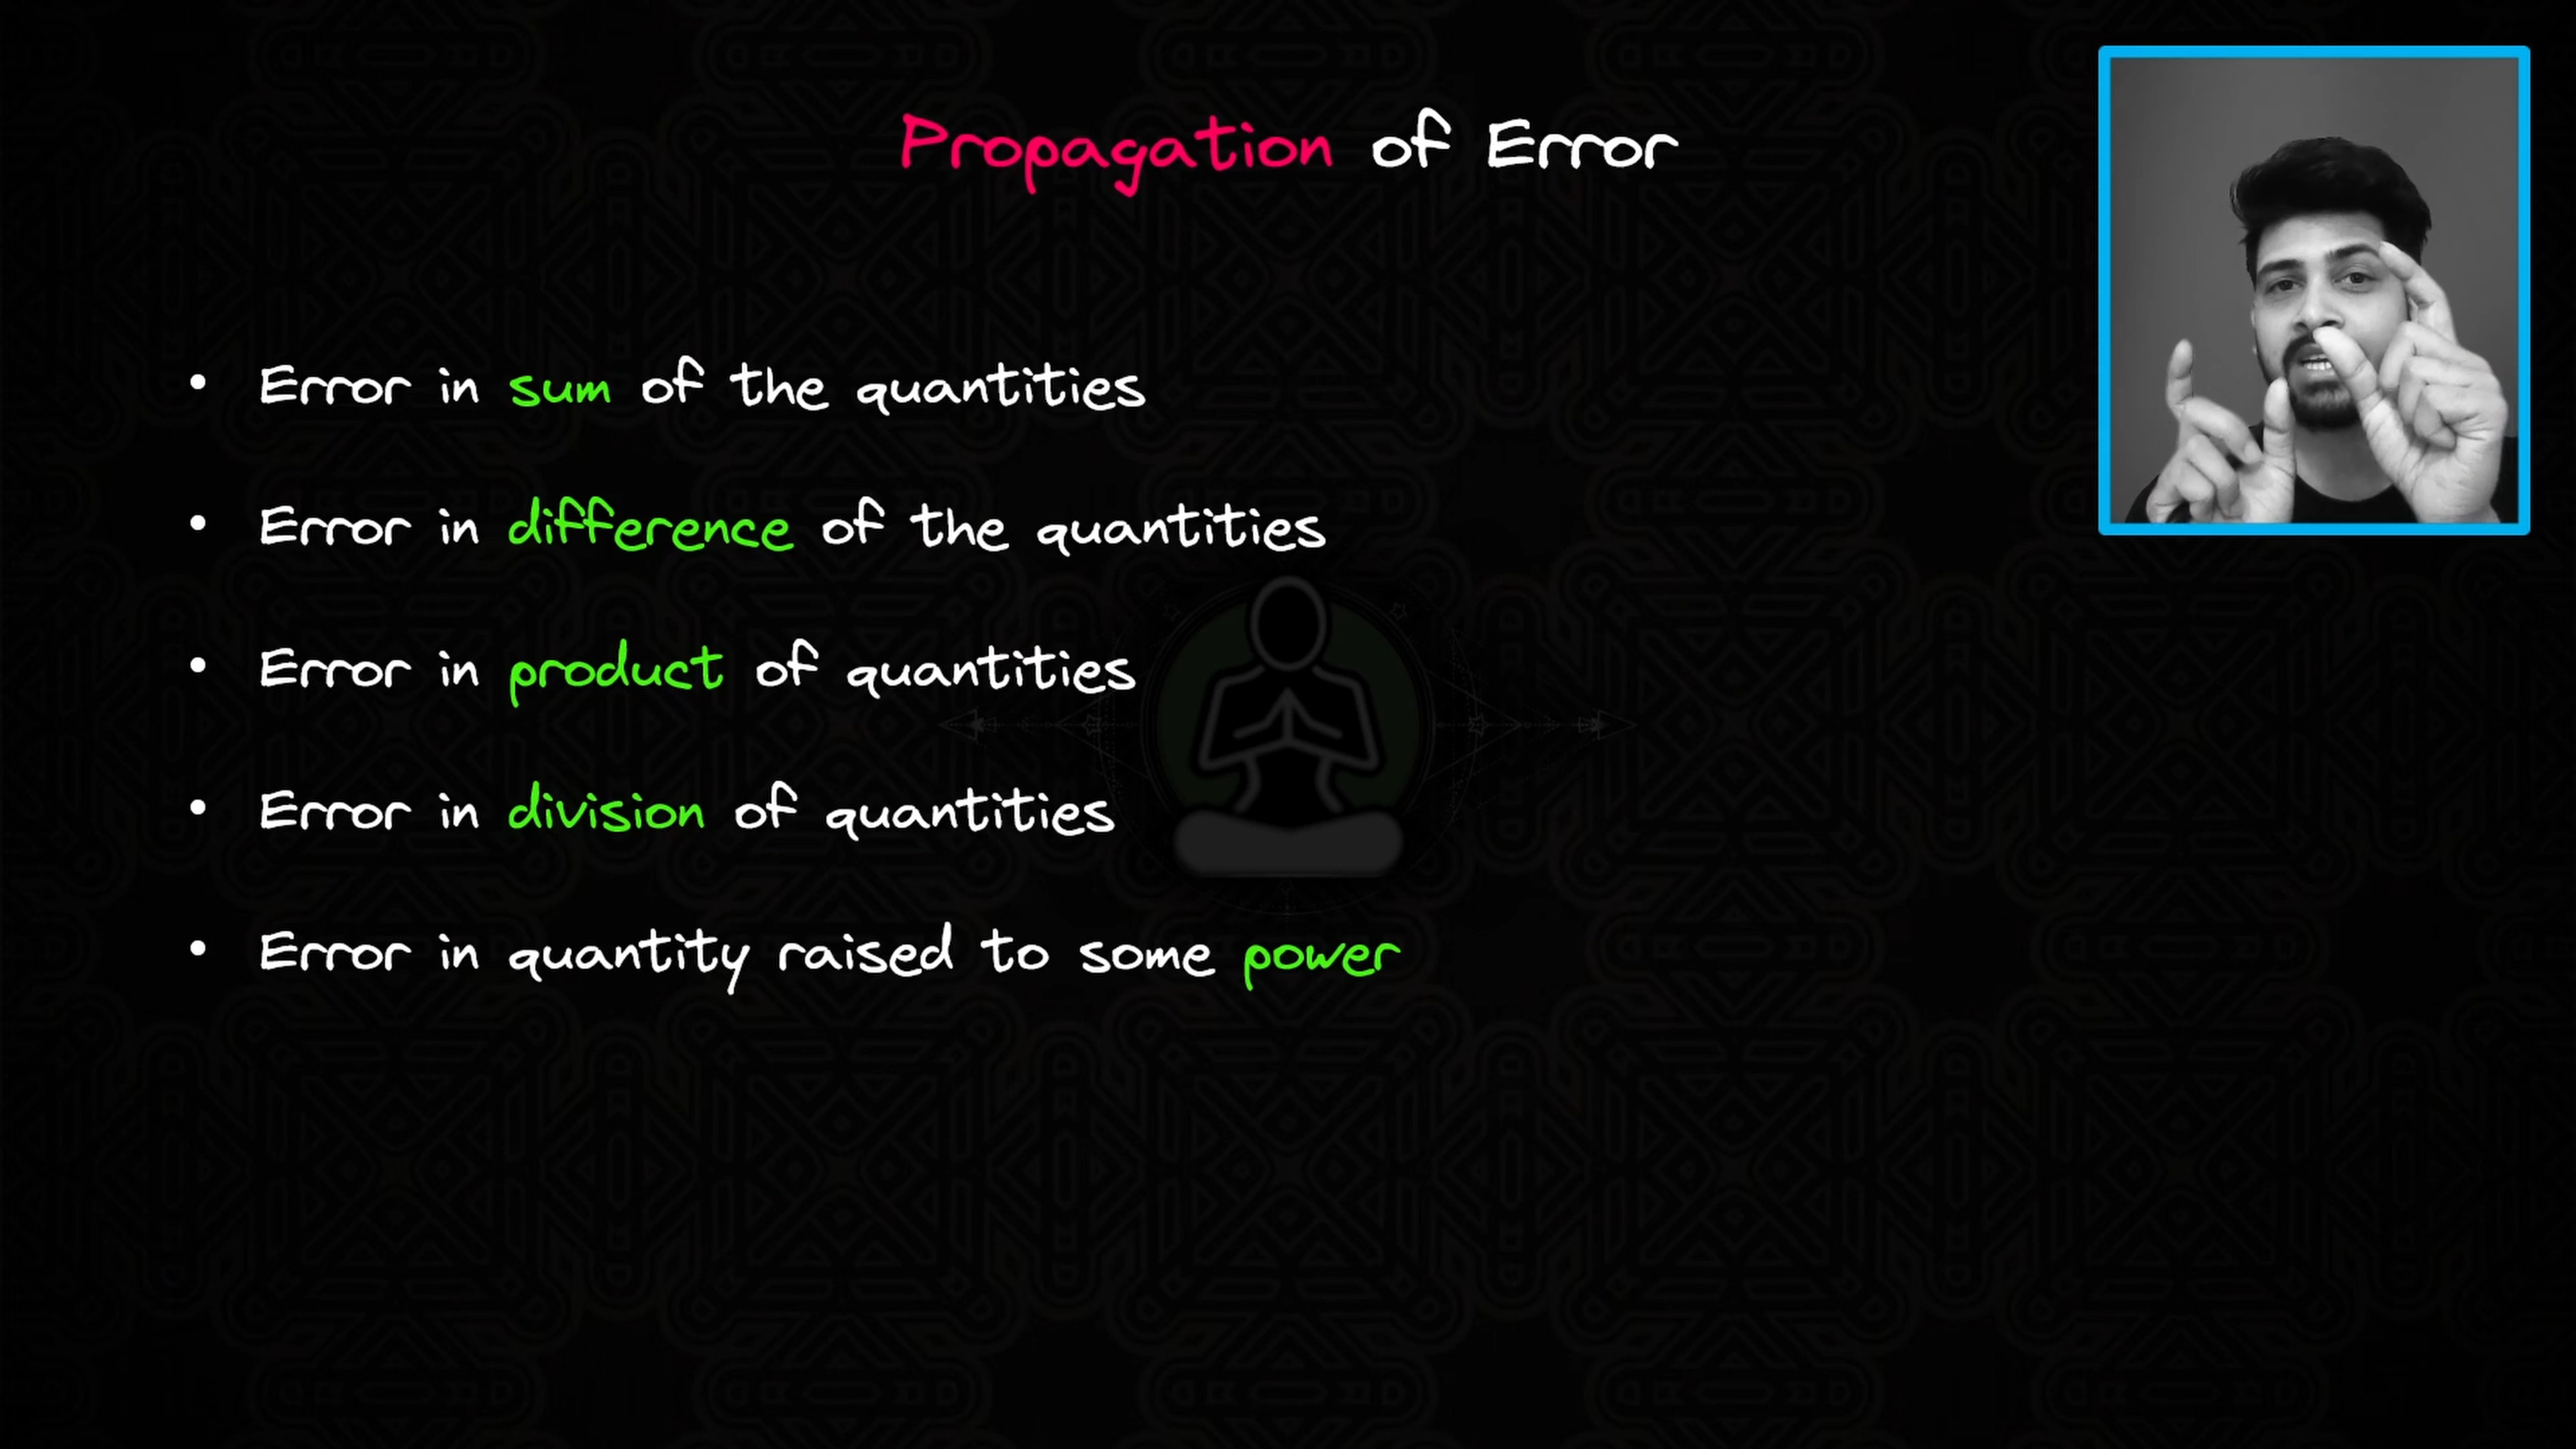 Propagation of Error
• Error in sum of the quantities
• Error in difference of the quantities
• Error in product of quantities
• Error in division of quantities
• Error in quantity raised to some power